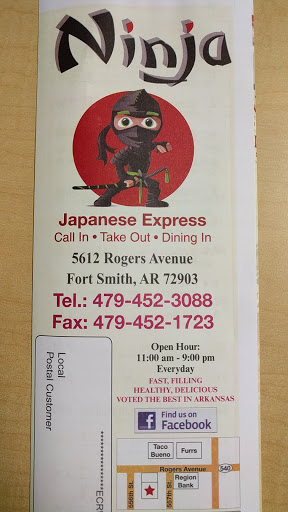 Ninja
Japanese Express
Call In • Take Out • Dining In
5612 Rogers Avenue
Fort Smith, AR 72903
Tel.: 479-452-3088
Fax: 479-452-1723
Open Hour:
11:00 am - 9:00 pm
Everyday
FAST, FILLING
HEALTHY, DELICIOUS
VOTED THE BEST IN ARKANSAS
f Find us on
Facebook
Local
Postal Customer
Taco
Bueno
Furrs
Rogers Avenue
540
Region
Bank